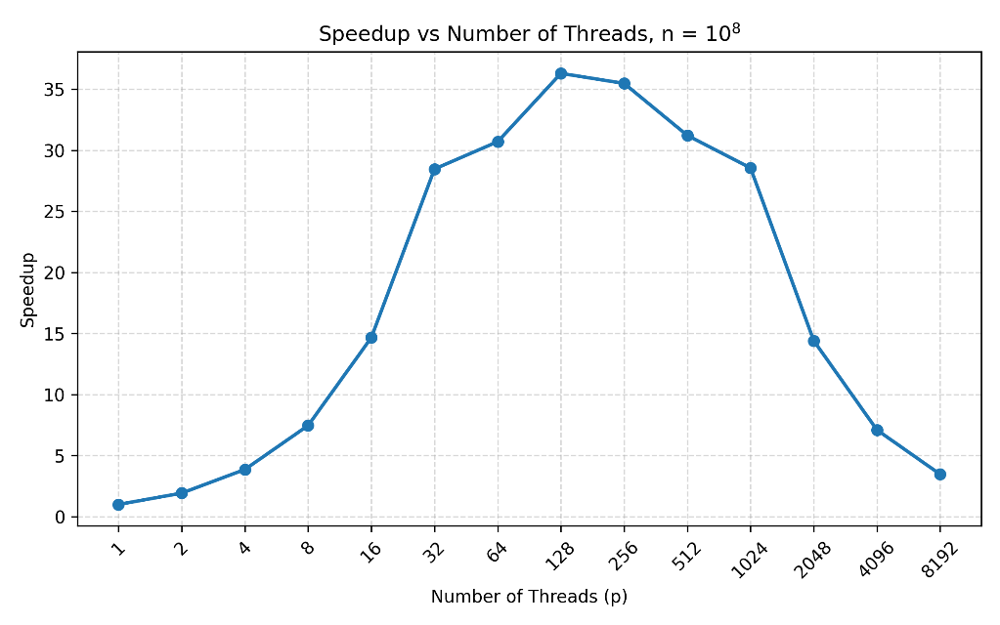 Speedup vs Number of Threads, n = 10⁸
Speedup
35
30
25
20
15
10
5
0
1 2 4 8 16 32 64 128 256 512 1024 2048 4096 8192
Number of Threads (p)